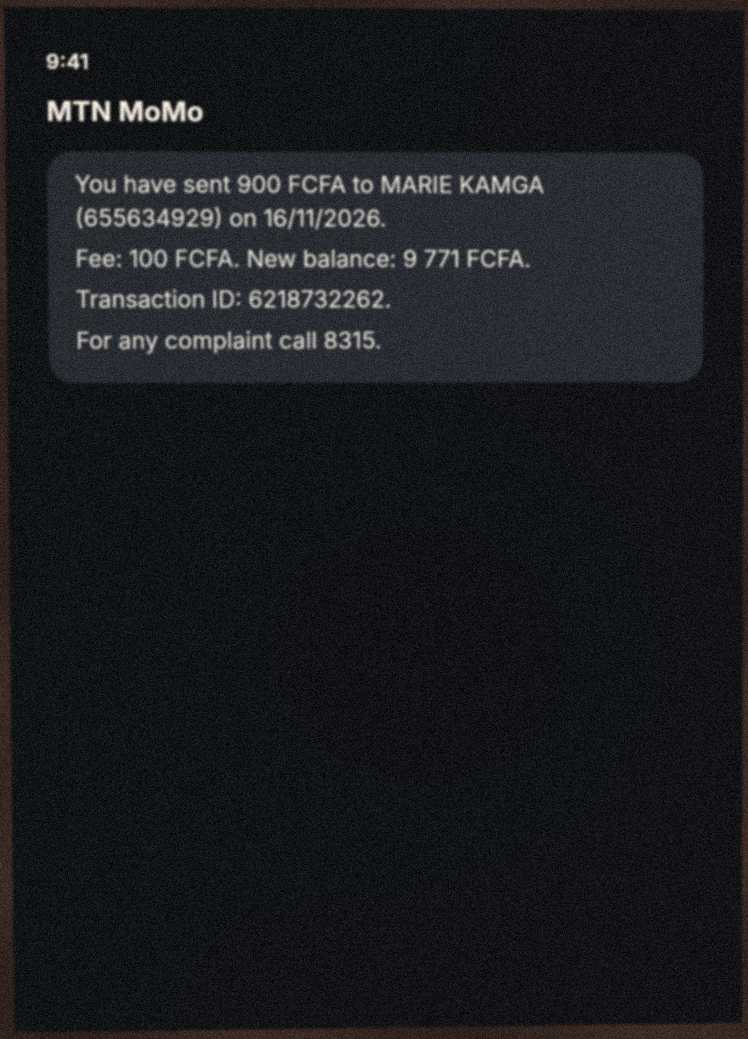 9:41
MTN MoMo
You have sent 900 FCFA to MARIE KAMGA
(655634929) on 16/11/2026.
Fee: 100 FCFA. New balance: 9 771 FCFA.
Transaction ID: 6218732262.
For any complaint call 8315.